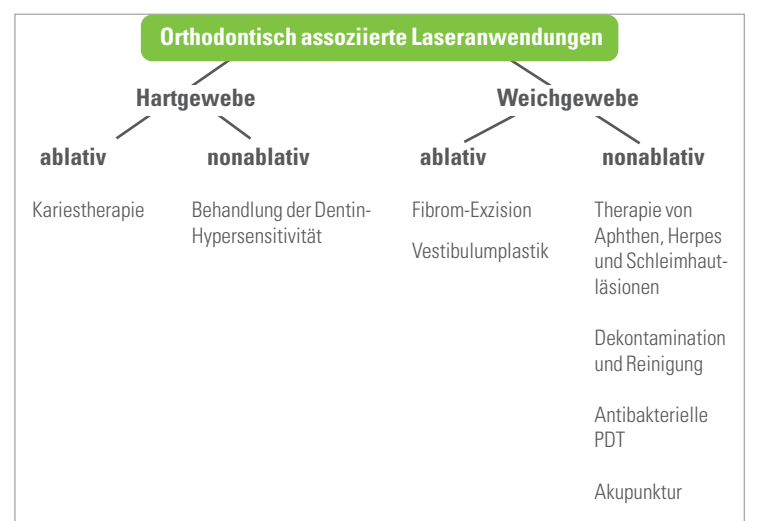 Orthodontisch assoziierte Laseranwendungen
Hartgewebe
Weichgewebe
ablativ
nonablativ
ablativ
nonablativ
Kariestherapie
Behandlung der Dentin-
Hypersensitivität
Fibrom-Exzision
Vestibulumplastik
Therapie von
Aphthen, Herpes
und Schleimhaut-
läsionen
Dekontamination
und Reinigung
Antibakterielle
PDT
Akupunktur